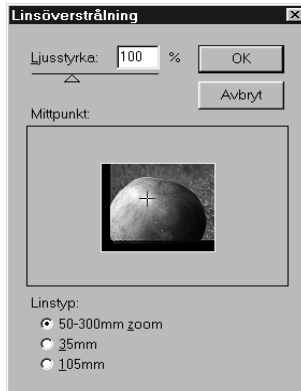 Linsöverstrålning
Ljusstyrka: 100 %
OK
Avbryt
Mittpunkt:
Linstyp:
50-300mm zoom
35mm
105mm